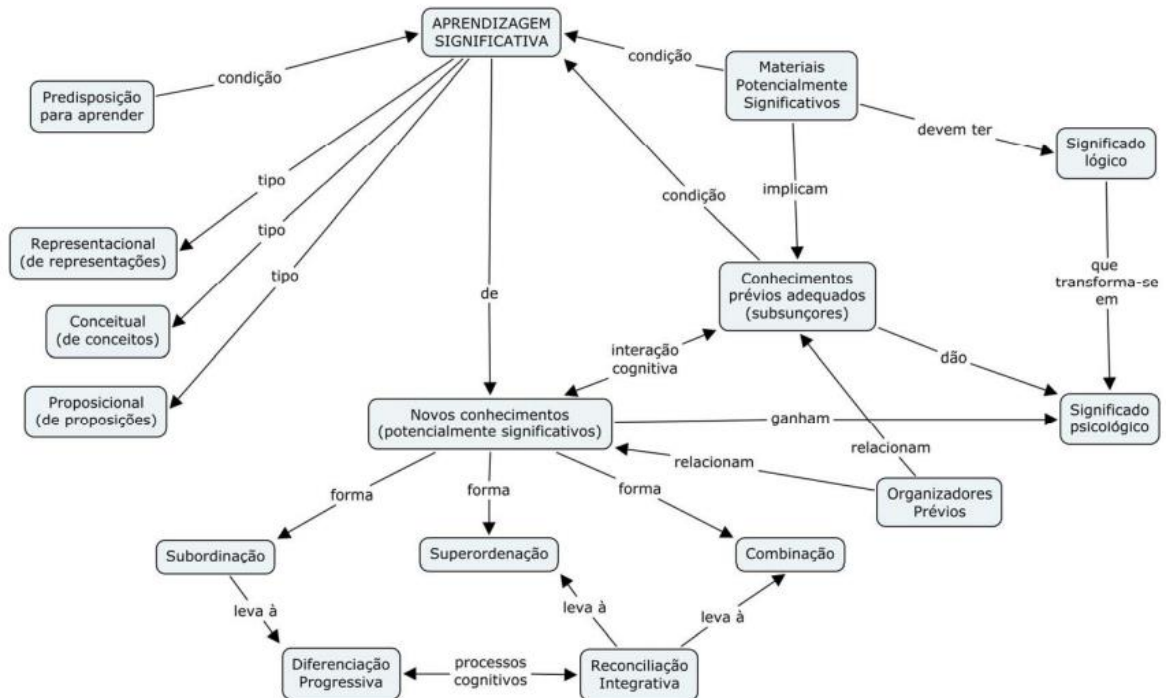 APRENDIZAGEM
SIGNIFICATIVA
condição
condição
Materiais
Potencialmente
Significativos
Predisposição
para aprender
devem ter
Significado
lógico
tipo
condição
implicam
Representacional
(de representações)
tipo
tipo
Conhecimentos
prévios adequados
(subsunçores)
que
transforma-se
em
de
Conceitual
(de conceitos)
interação
cognitiva
dão
Proposicional
(de proposições)
Novos conhecimentos
(potencialmente significativos)
ganham
Significado
psicológico
relacionam
relacionam
Organizadores
Prévios
forma
forma
forma
Subordinação
Superordenação
Combinação
leva à
leva à
leva à
Diferenciação
Progressiva
processos
cognitivos
Reconciliação
Integrativa